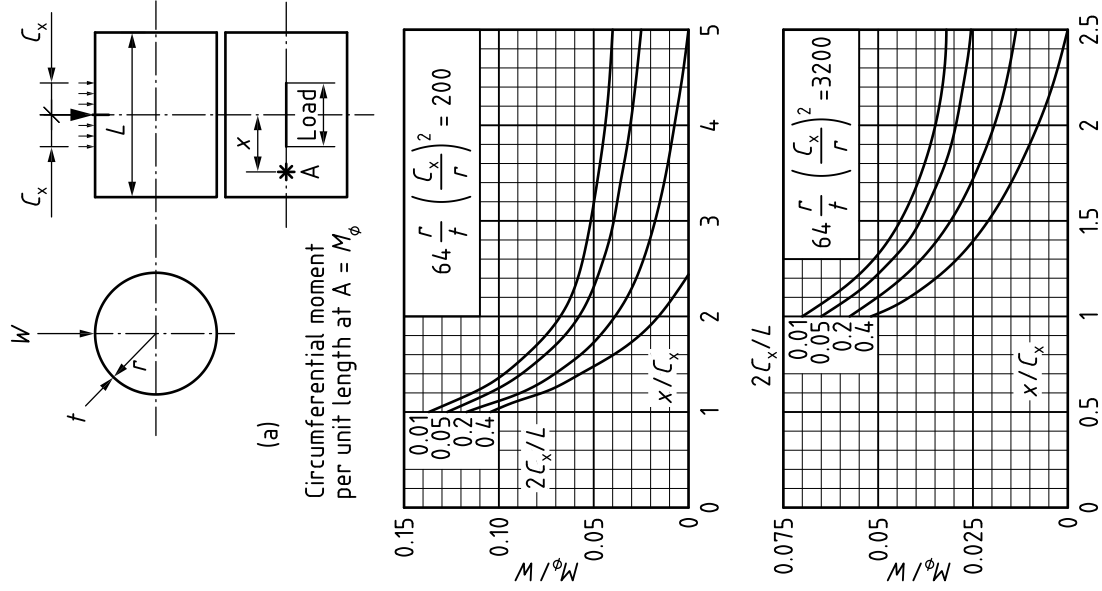 W
t
r
C_x
C_x
L
x
A
Load
(a)
Circumferential moment
per unit length at A = M_ϕ
0.15
0.10
0.05
0
M_ϕ / W
64 r/t (C_x/r)² = 200
0.01
0.05
0.2
0.4
2C_x/L
x/C_x
0
1
2
3
4
5
2C_x/L
0.075
0.05
0.025
0
M_ϕ / W
64 r/t (C_x/r)² =3200
0.01
0.05
0.2
0.4
x/C_x
0
0.5
1
1.5
2
2.5